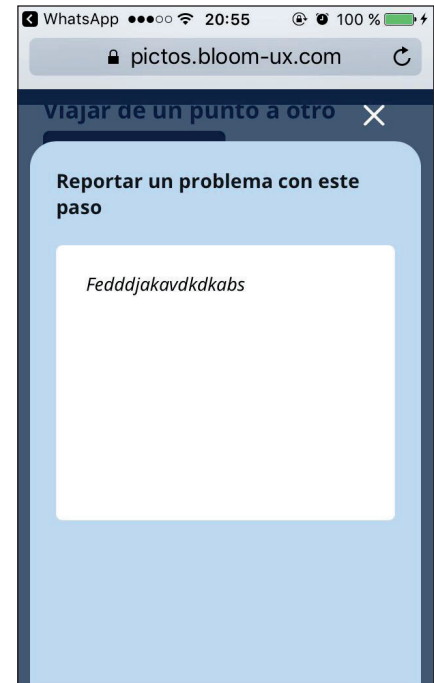 WhatsApp 20:55 100 %
pictos.bloom-ux.com
Viajar de un punto a otro
Reportar un problema con este
paso
Fedddjakavdkdkabs